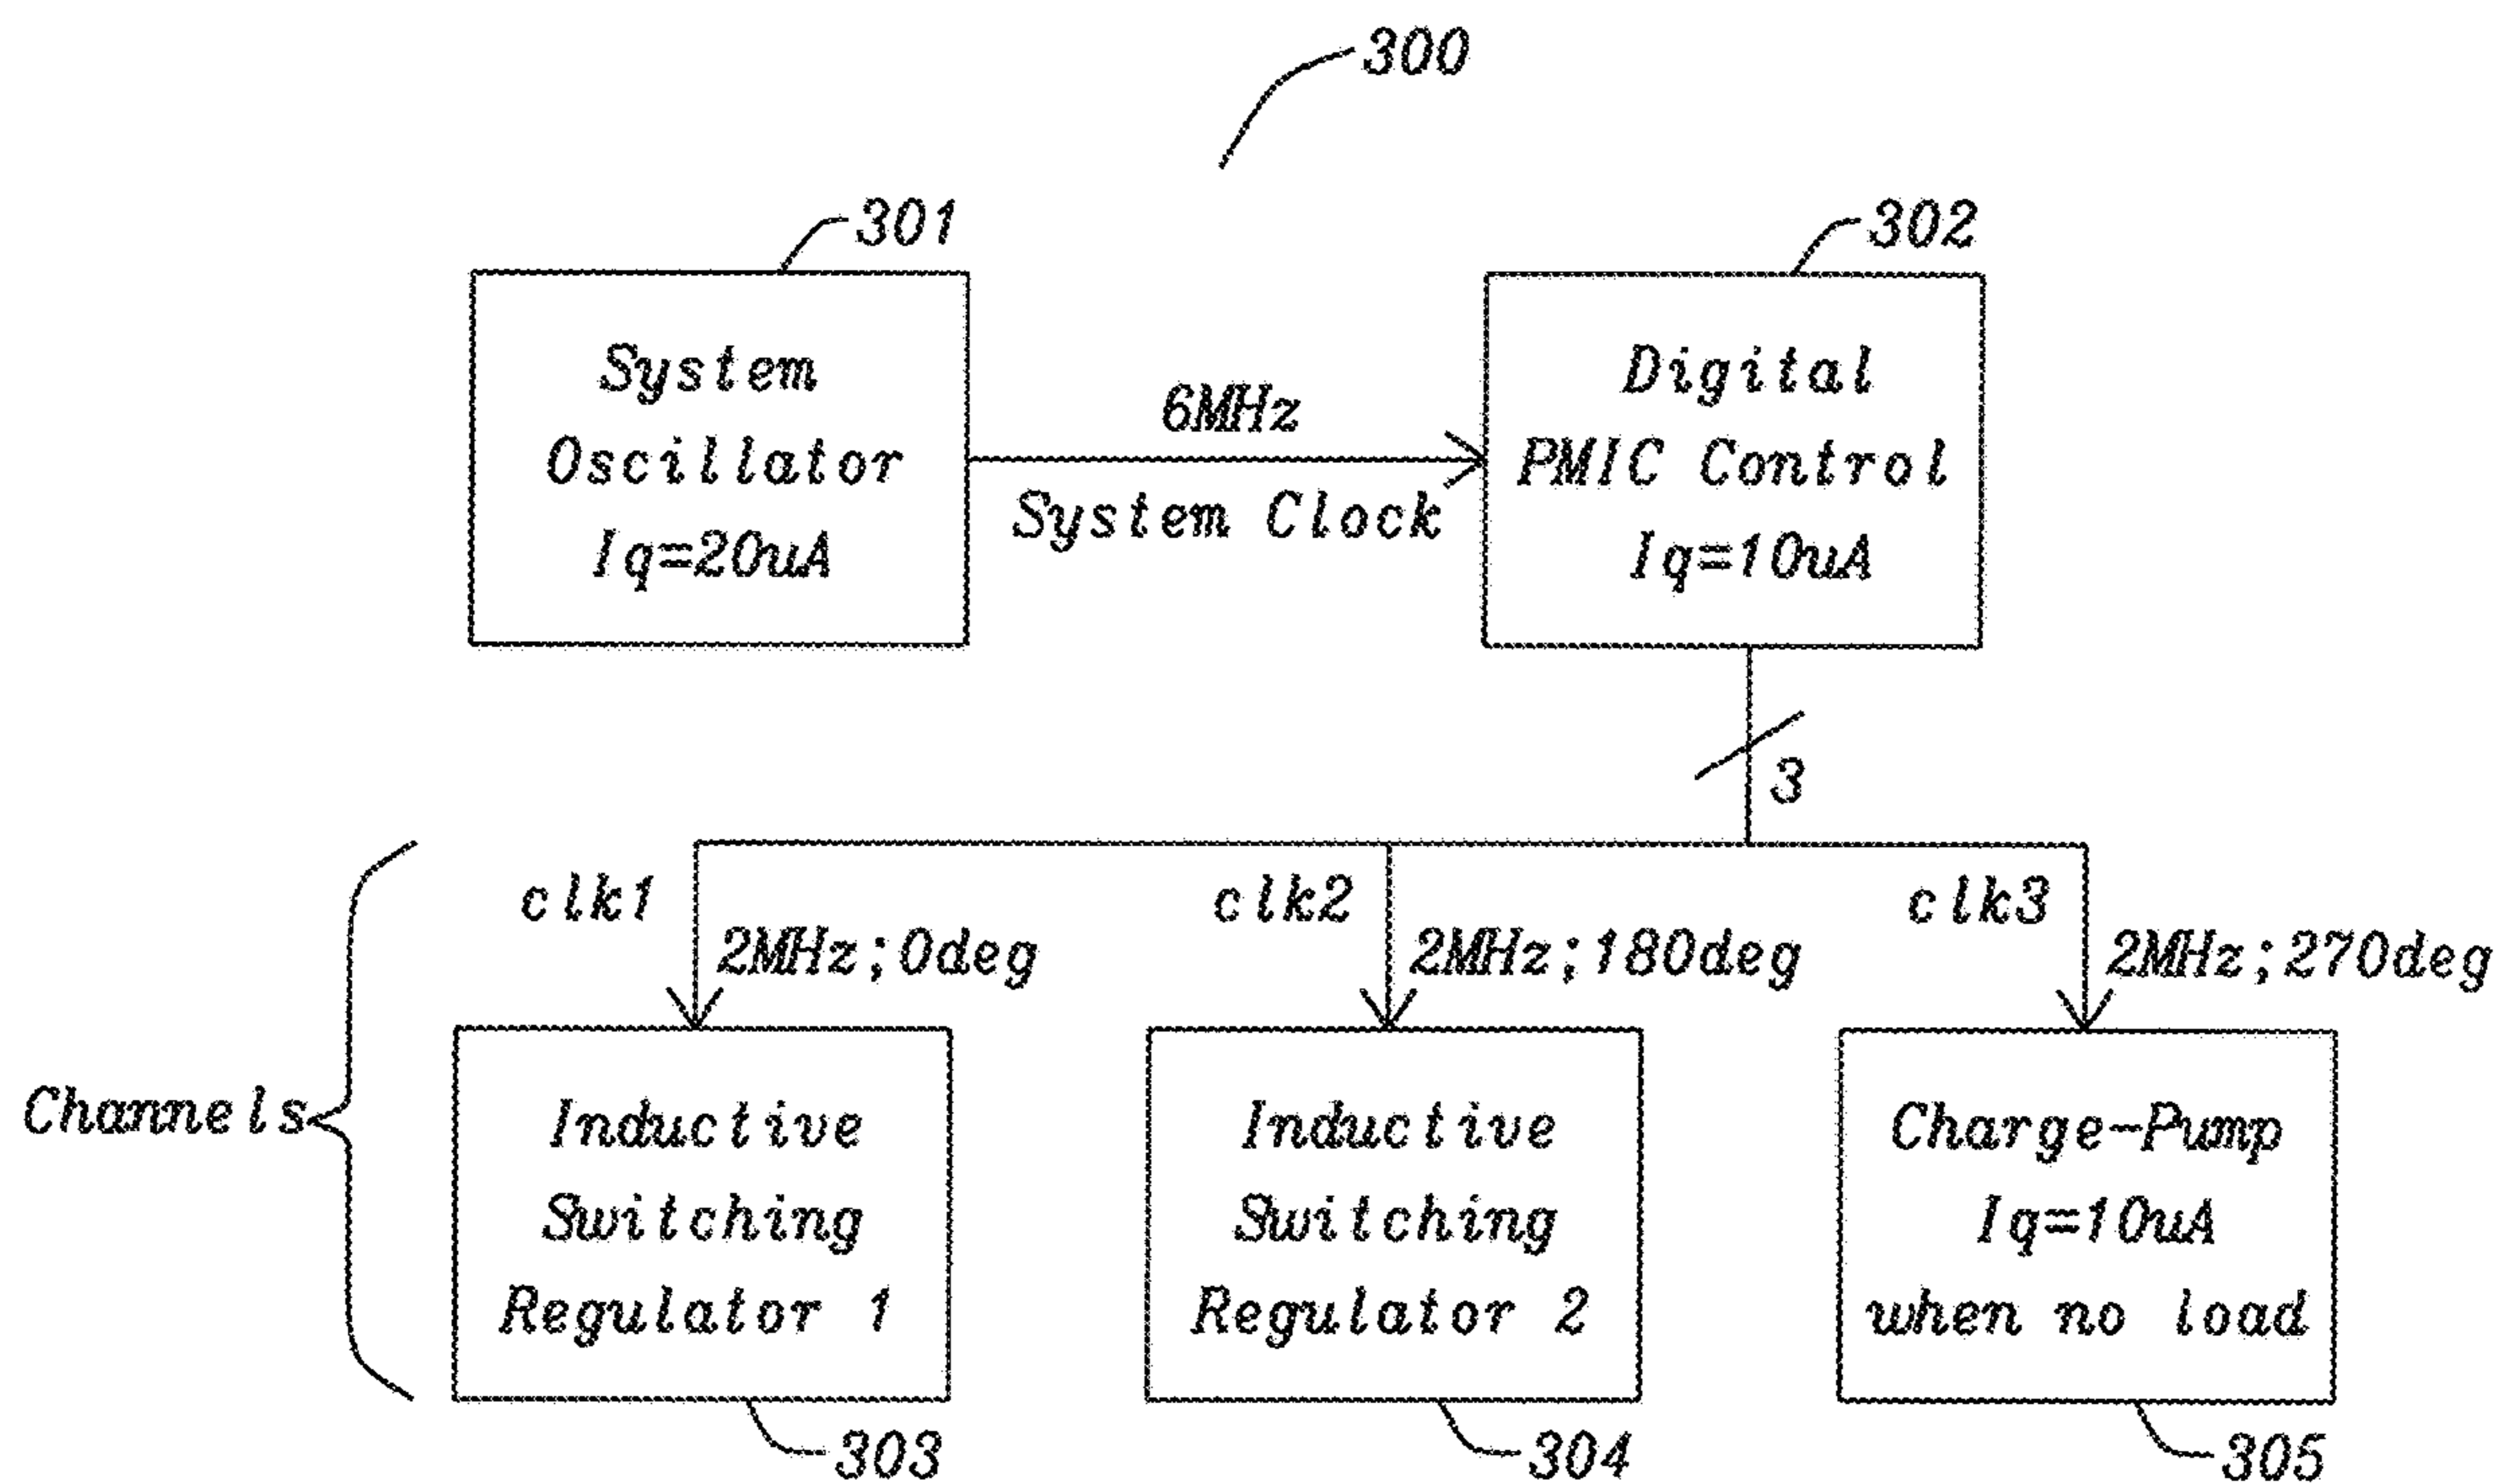 300
301
302
System
Oscillator
Iq=20uA
6MHz
System Clock
Digital
PMIC Control
Iq=10uA
3
clk1
2MHz;0deg
clk2
2MHz;180deg
clk3
2MHz;270deg
Channels
Inductive
Switching
Regulator 1
Inductive
Switching
Regulator 2
Charge-Pump
Iq=10uA
when no load
303
304
305